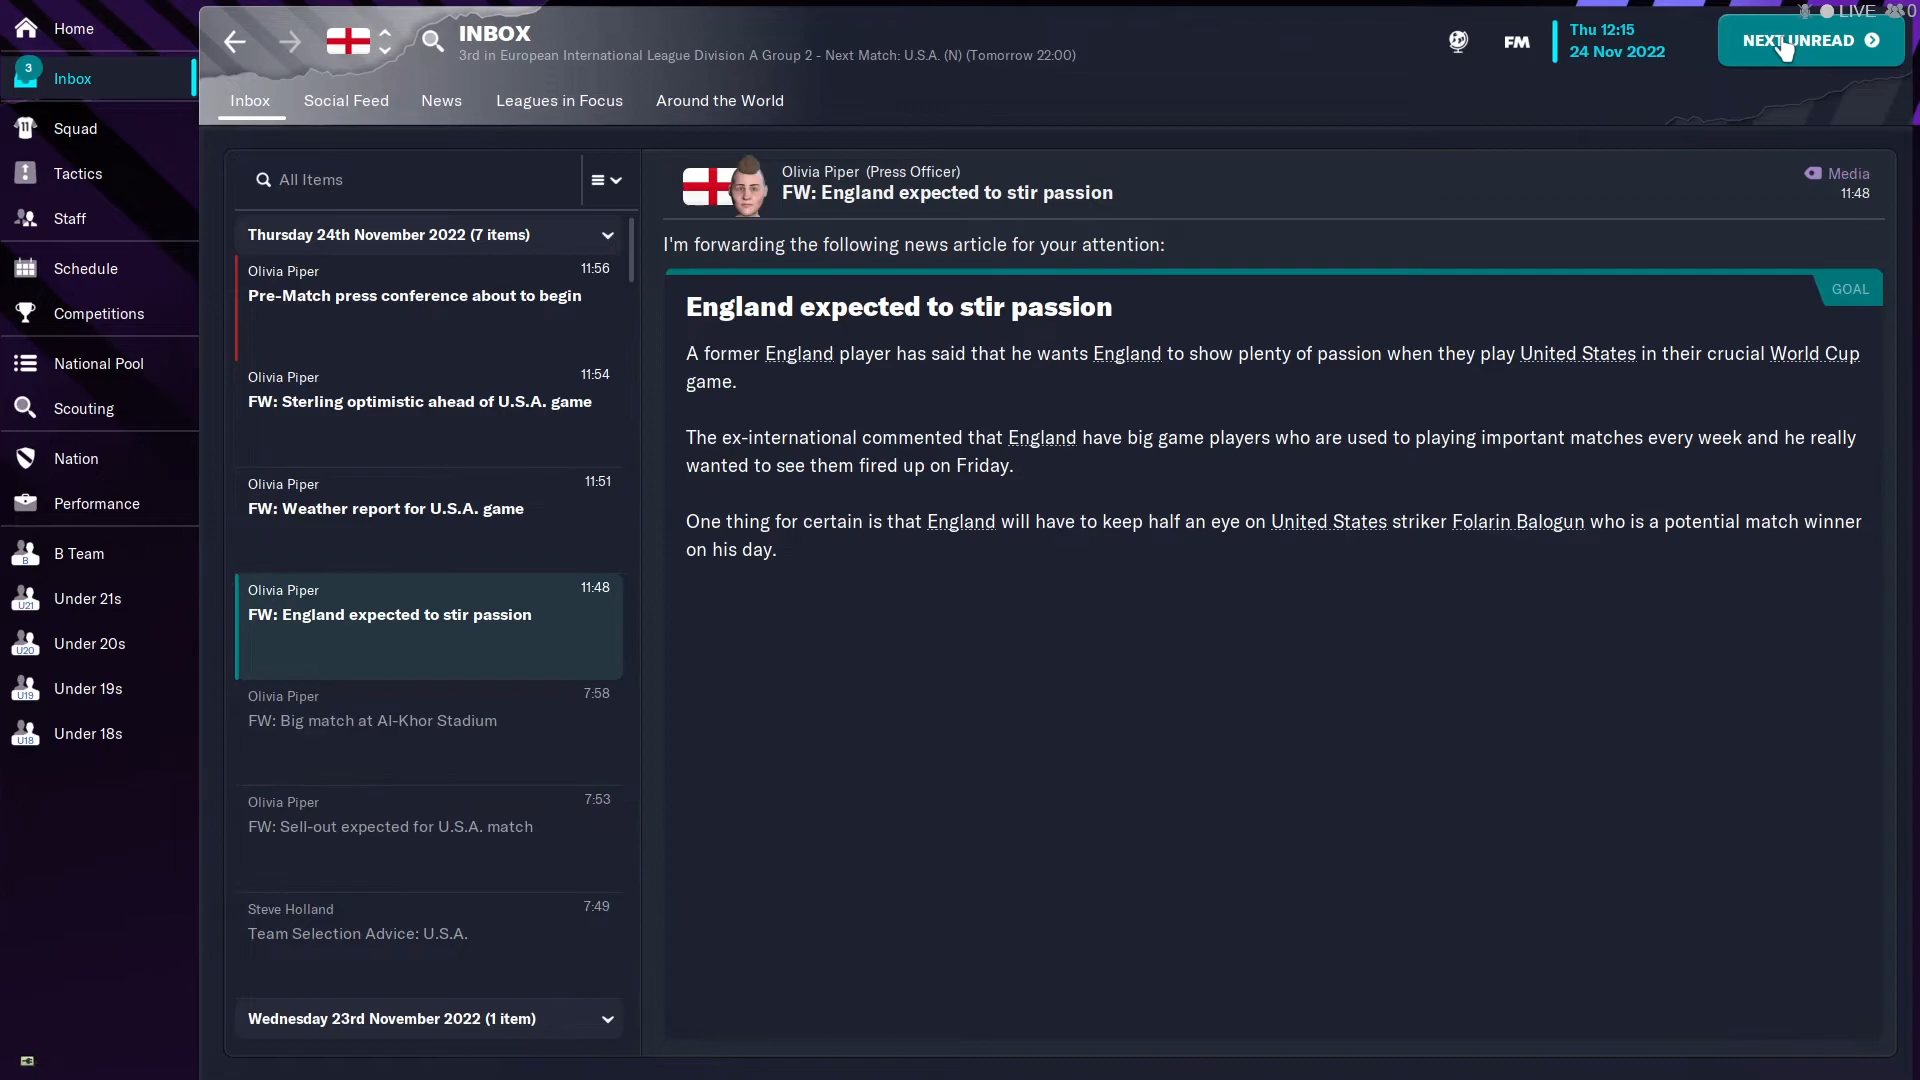 Home
3
Inbox
Squad
Tactics
Staff
Schedule
Competitions
National Pool
Scouting
Nation
Performance
B
B Team
U21
Under 21s
U20
Under 20s
U19
Under 19s
U18
Under 18s
INBOX
3rd in European International League Division A Group 2 - Next Match: U.S.A. (N) (Tomorrow 22:00)
FM
Thu 12:15
24 Nov 2022
LIVE 0
NEXT UNREAD
Inbox Social Feed News Leagues in Focus Around the World
All Items
Thursday 24th November 2022 (7 items)
Olivia Piper 11:56
Pre-Match press conference about to begin
Olivia Piper 11:54
FW: Sterling optimistic ahead of U.S.A. game
Olivia Piper 11:51
FW: Weather report for U.S.A. game
Olivia Piper 11:48
FW: England expected to stir passion
Olivia Piper 7:58
FW: Big match at Al-Khor Stadium
Olivia Piper 7:53
FW: Sell-out expected for U.S.A. match
Steve Holland 7:49
Team Selection Advice: U.S.A.
Wednesday 23rd November 2022 (1 item)
Olivia Piper (Press Officer)
FW: England expected to stir passion
Media
11:48
I'm forwarding the following news article for your attention:
GOAL
England expected to stir passion
A former England player has said that he wants England to show plenty of passion when they play United States in their crucial World Cup
game.
The ex-international commented that England have big game players who are used to playing important matches every week and he really
wanted to see them fired up on Friday.
One thing for certain is that England will have to keep half an eye on United States striker Folarin Balogun who is a potential match winner
on his day.